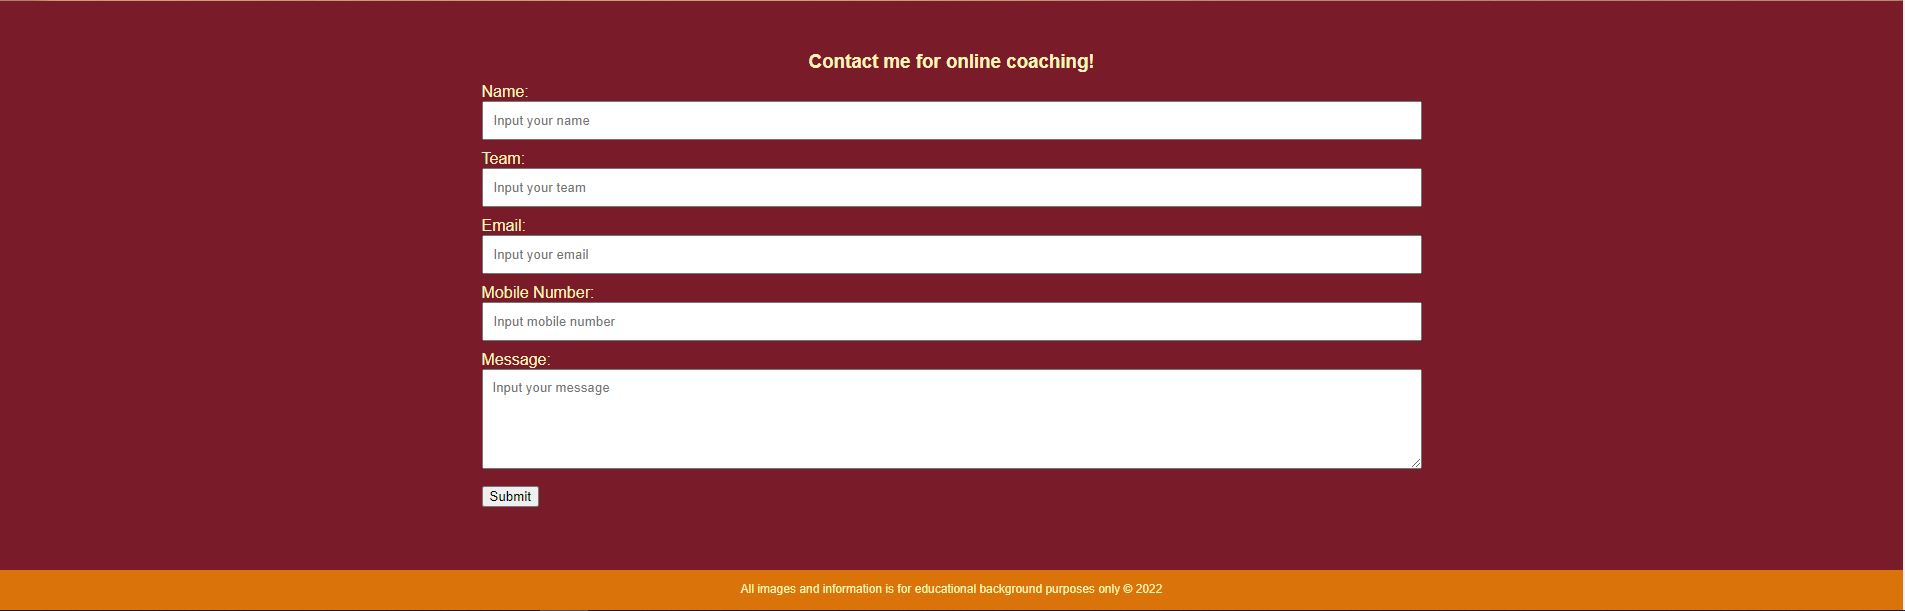 Contact me for online coaching!
Name:
Input your name
Team:
Input your team
Email:
Input your email
Mobile Number:
Input mobile number
Message:
Input your message
Submit
All images and information is for educational background purposes only © 2022